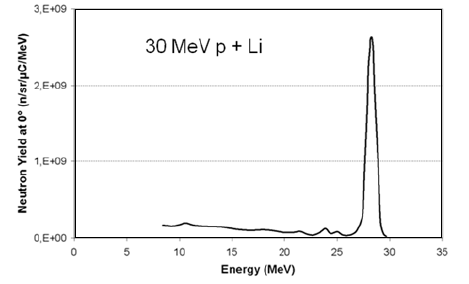 3,E+09
30 MeV p + Li
2,E+09
1,E+09
0,E+00
Neutron Yield at 0° (n/sr/µC/MeV)
0 5 10 15 20 25 30 35
Energy (MeV)